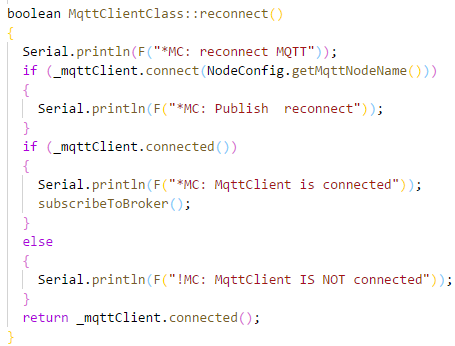 boolean MqttClientClass::reconnect()
{
  Serial.println(F("*MC: reconnect MQTT"));
  if (_mqttClient.connect(NodeConfig.getMqttNodeName()))
  {
    Serial.println(F("*MC: Publish  reconnect"));
  }
  if (_mqttClient.connected())
  {
    Serial.println(F("*MC: MqttClient is connected"));
    subscribeToBroker();
  }
  else
  {
    Serial.println(F("!MC: MqttClient IS NOT connected"));
  }
  return _mqttClient.connected();
}